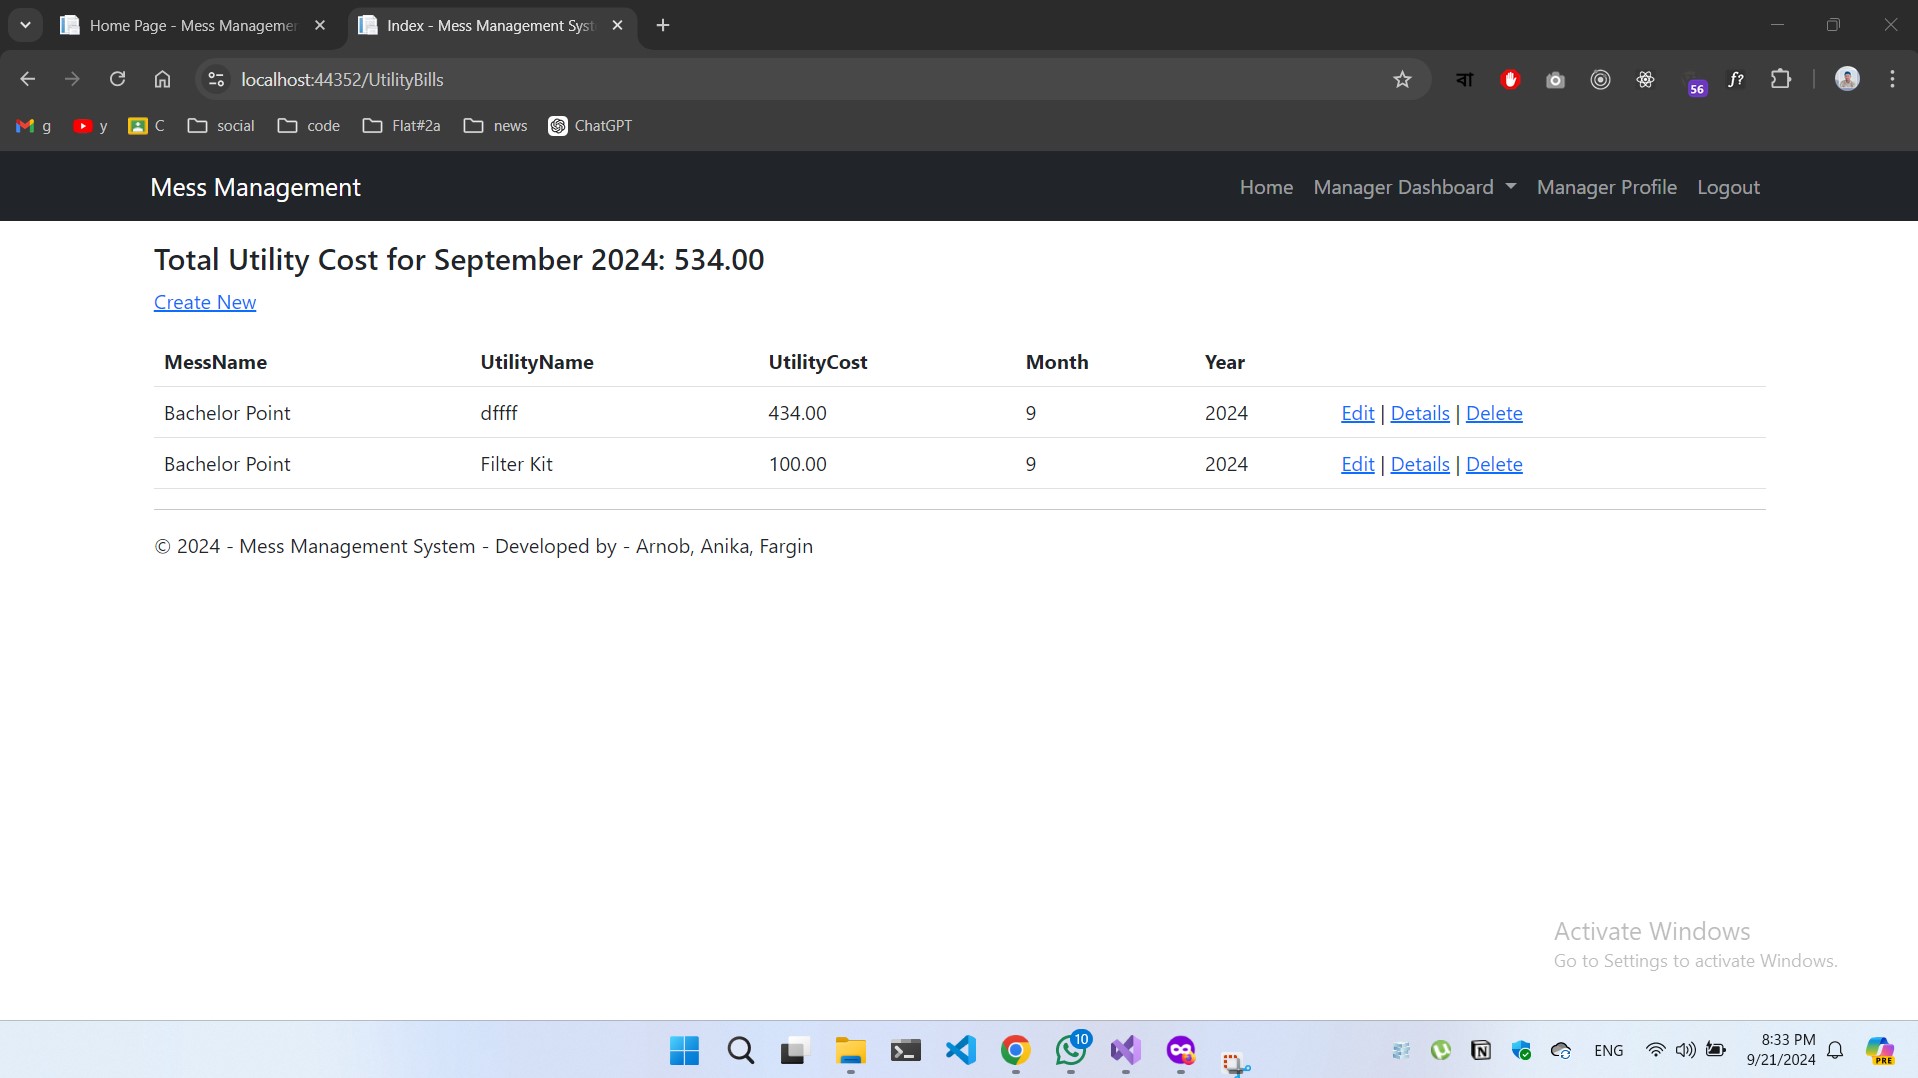 Home Page - Mess Managemen
Index - Mess Management Syst
localhost:44352/UtilityBills
বা
56
f?
g
y
C
social
code
Flat#2a
news
ChatGPT
Mess Management
Home
Manager Dashboard
Manager Profile
Logout
Total Utility Cost for September 2024: 534.00
Create New
MessName UtilityName UtilityCost Month Year
Bachelor Point dffff 434.00 9 2024 Edit | Details | Delete
Bachelor Point Filter Kit 100.00 9 2024 Edit | Details | Delete
© 2024 - Mess Management System - Developed by - Arnob, Anika, Fargin
Activate Windows
Go to Settings to activate Windows.
10
ENG
8:33 PM
9/21/2024
PRE